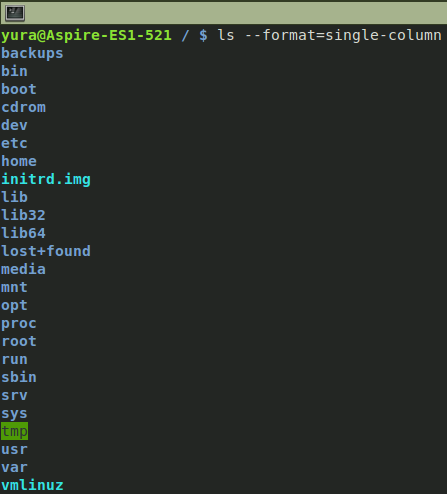 yura@Aspire-ES1-521 / $ ls --format=single-column
backups
bin
boot
cdrom
dev
etc
home
initrd.img
lib
lib32
lib64
lost+found
media
mnt
opt
proc
root
run
sbin
srv
sys
tmp
usr
var
vmlinuz